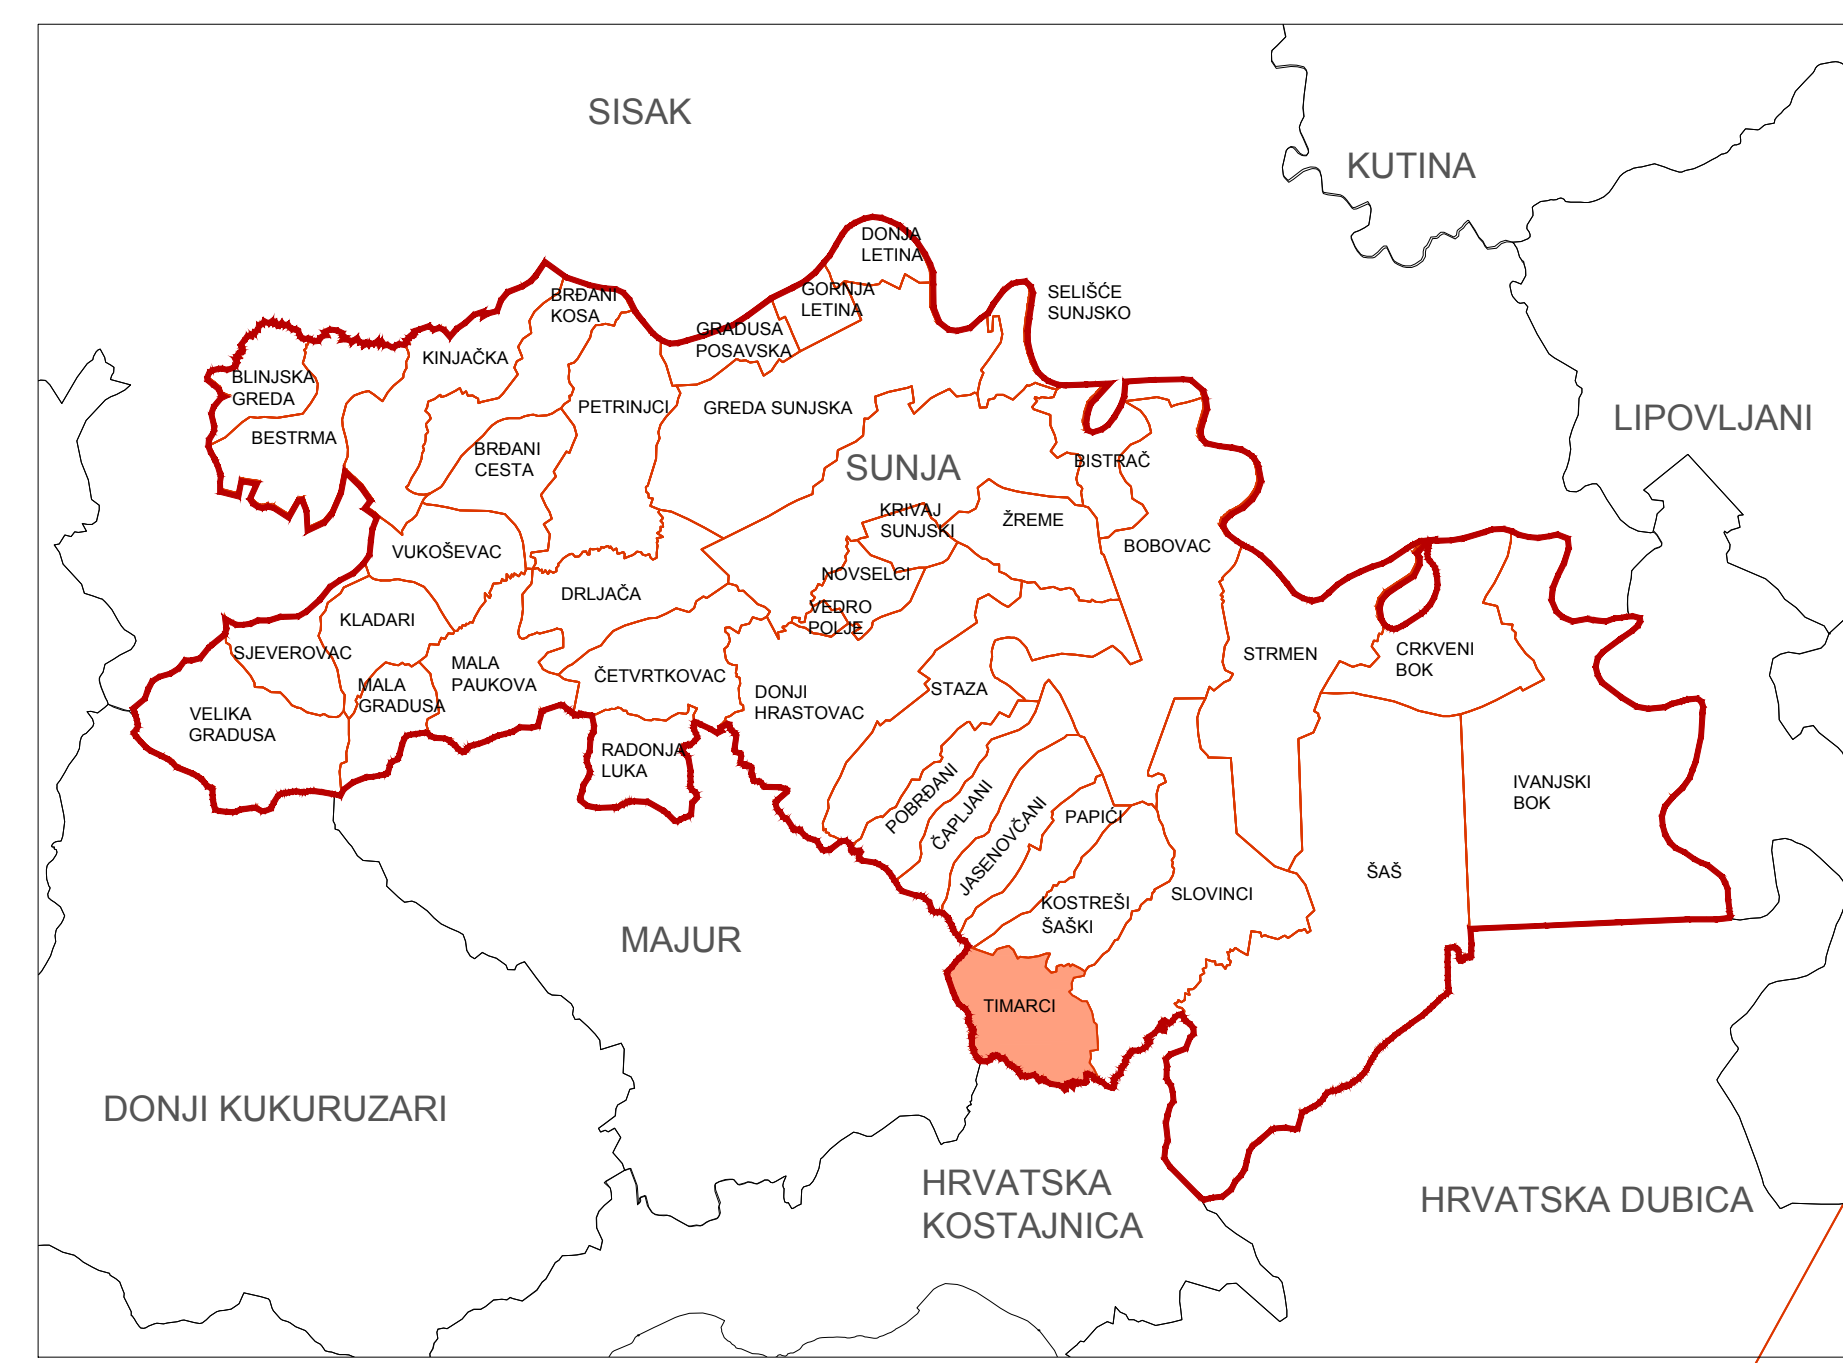 SISAK
KUTINA
DONJA
LETINA
SELIŠĆE
SUNJSKO
GORNJA
LETINA
BRĐANI
KOSA
GRADUSA
POSAVSKA
KINJAČKA
BLINJSKA
GREDA
PETRINJCI
GREDA SUNJSKA
LIPOVLJANI
BESTRMA
BRĐANI
CESTA
SUNJA
BISTRAČ
KRIVAJ
SUNJSKI
ŽREME
VUKOŠEVAC
BOBOVAC
NOVSELCI
DRLJAČA
VEDRO
POLJE
KLADARI
SJEVEROVAC
MALA
PAUKOVA
ČETVRTKOVAC
STRMEN
CRKVENI
BOK
MALA
GRADUSA
DONJI
HRASTOVAC
STAZA
VELIKA
GRADUSA
RADONJA
LUKA
IVANJSKI
BOK
POBRĐANI
ČAPLJANI
JASENOVČANI
PAPIĆI
ŠAŠ
SLOVINCI
KOSTREŠI
ŠAŠKI
MAJUR
TIMARCI
DONJI KUKURUZARI
HRVATSKA
KOSTAJNICA
HRVATSKA DUBICA